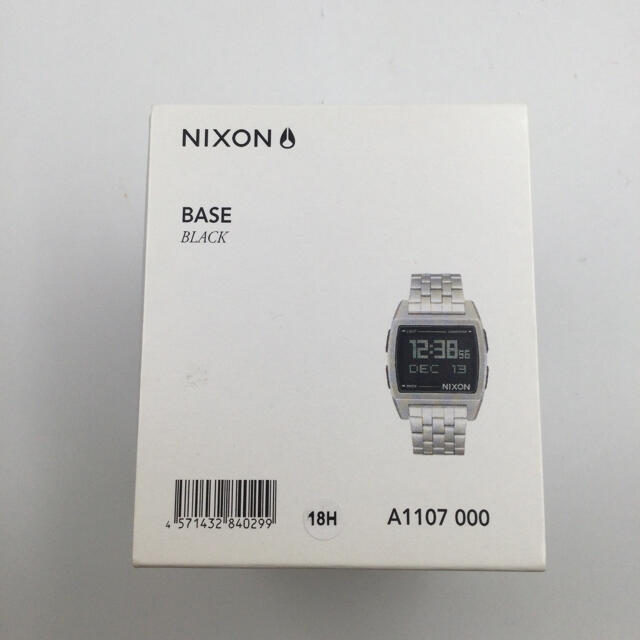 NIXON
BASE
BLACK
12:38 56
DEC 13
NIXON
4 571432 840299
18H
A1107 000